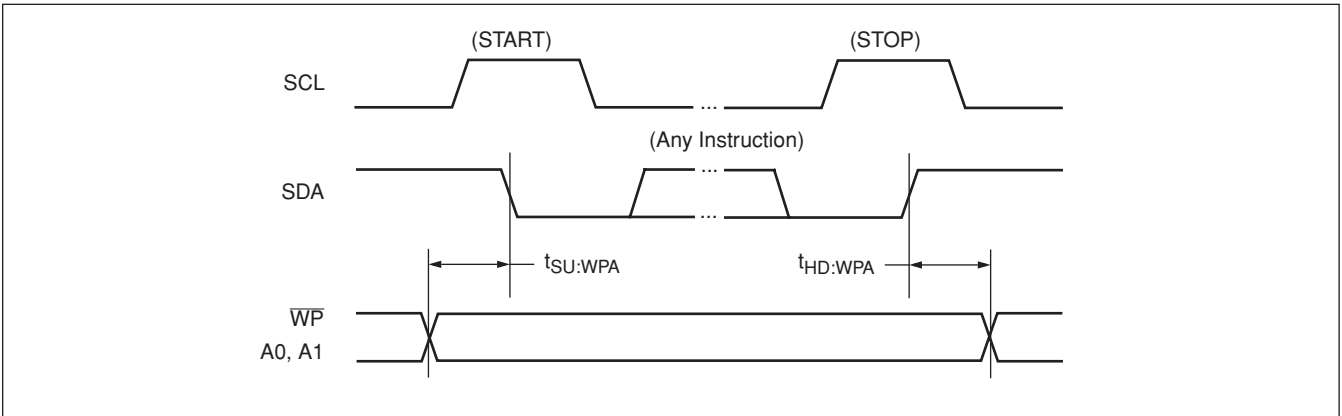 (START) (STOP)
SCL
...
(Any Instruction)
...
SDA
...
tSU:WPA tHD:WPA
WP
A0, A1